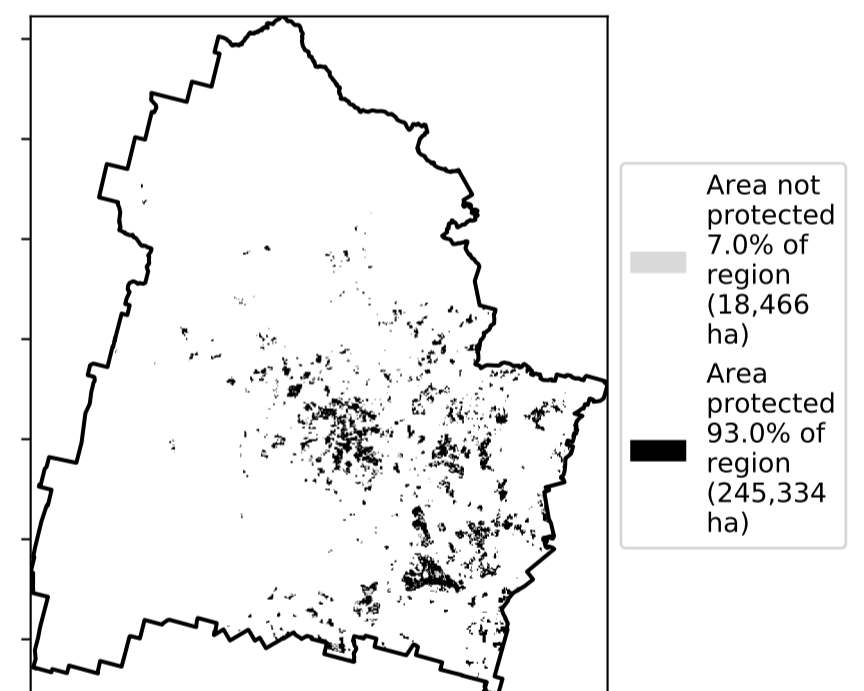 Area not
protected
7.0% of
region
(18,466
ha)
Area
protected
93.0% of
region
(245,334
ha)